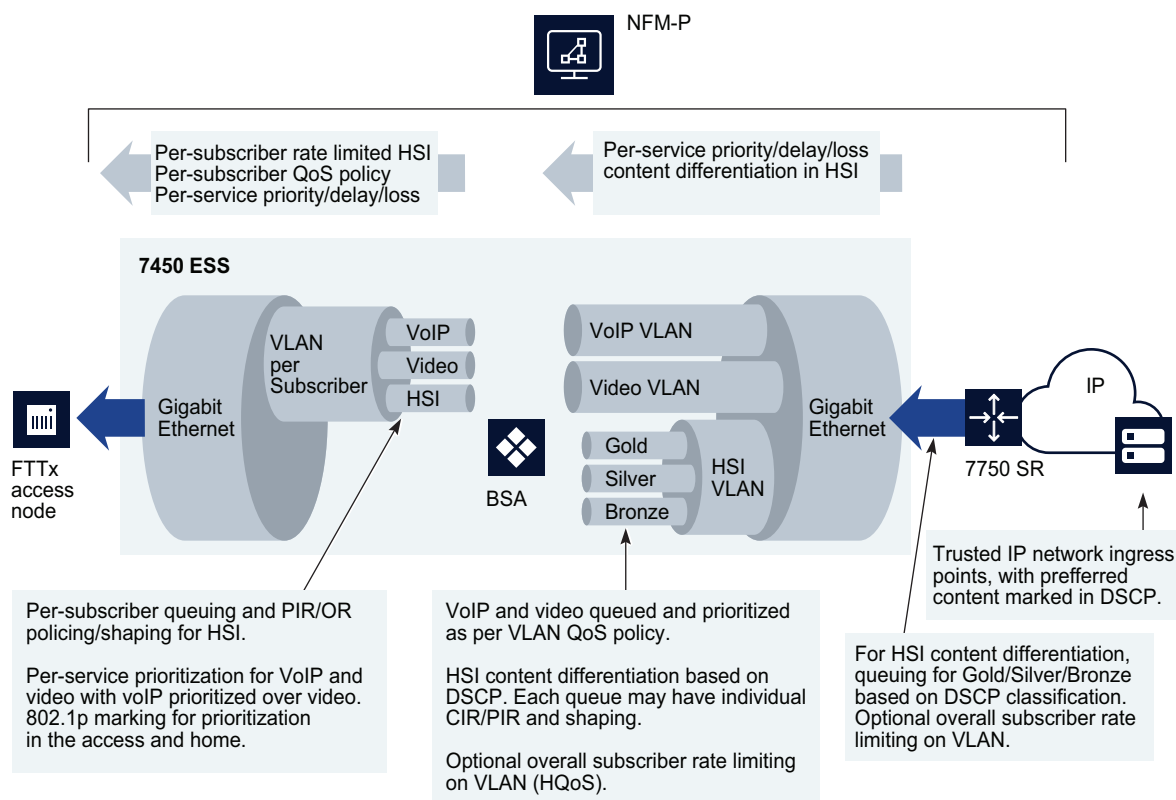 NFM-P
Per-subscriber rate limited HSI
Per-subscriber QoS policy
Per-service priority/delay/loss
Per-service priority/delay/loss
content differentiation in HSI
7450 ESS
VLAN
per
Subscriber
VoIP
Video
HSI
Gigabit
Ethernet
FTTx
access
node
BSA
VoIP VLAN
Video VLAN
Gold
Silver
Bronze
HSI
VLAN
Gigabit
Ethernet
7750 SR
IP
Trusted IP network ingress
points, with prefferred
content marked in DSCP.
Per-subscriber queuing and PIR/OR
policing/shaping for HSI.
Per-service prioritization for VoIP and
video with voIP prioritized over video.
802.1p marking for prioritization
in the access and home.
VoIP and video queued and prioritized
as per VLAN QoS policy.
HSI content differentiation based on
DSCP. Each queue may have individual
CIR/PIR and shaping.
Optional overall subscriber rate limiting
on VLAN (HQoS).
For HSI content differentiation,
queuing for Gold/Silver/Bronze
based on DSCP classification.
Optional overall subscriber rate
limiting on VLAN.